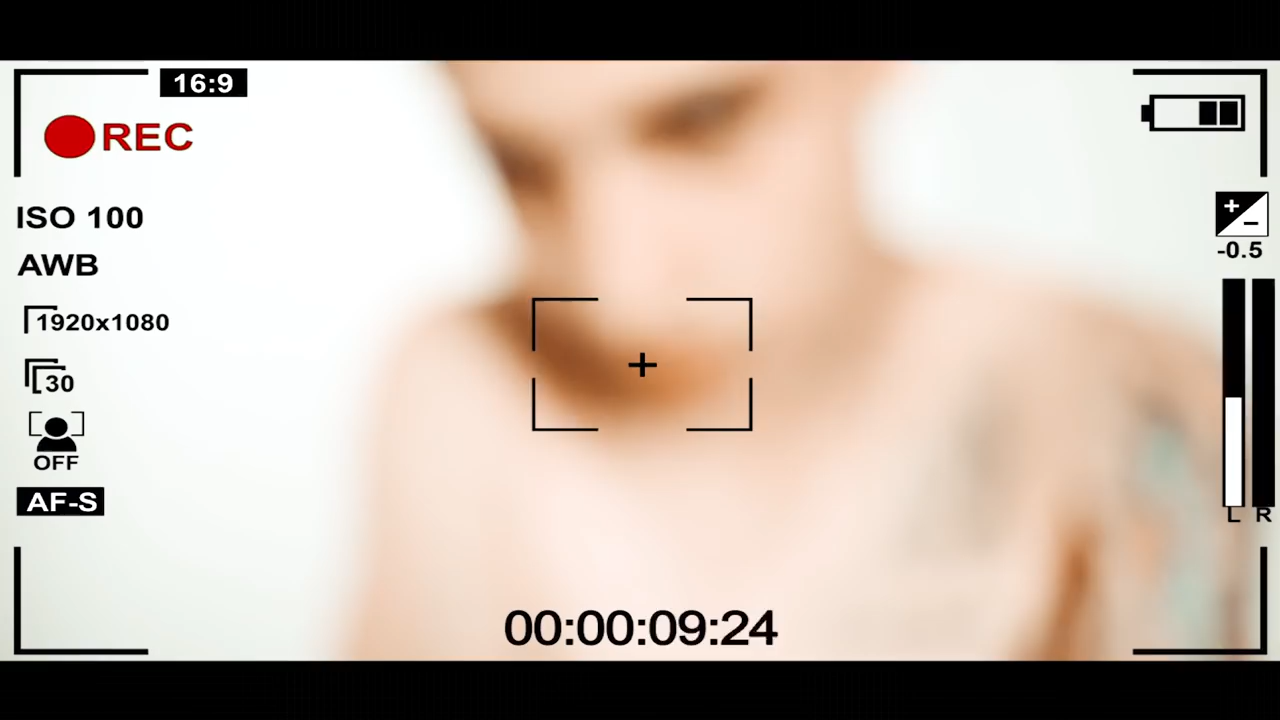 16:9
REC
ISO 100
AWB
1920x1080
30
OFF
AF-S
+
-
-0.5
L R
00:00:09:24